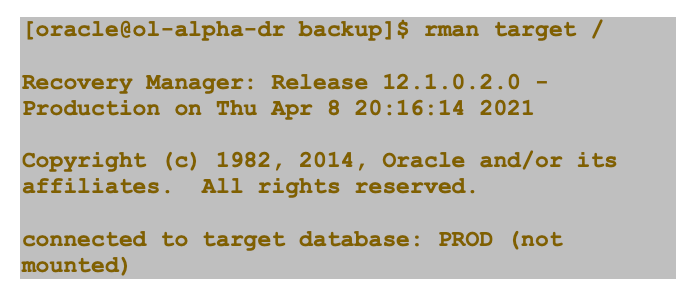 [oracle@ol-alpha-dr backup]$ rman target /
Recovery Manager: Release 12.1.0.2.0 -
Production on Thu Apr 8 20:16:14 2021
Copyright (c) 1982, 2014, Oracle and/or its
affiliates.  All rights reserved.
connected to target database: PROD (not
mounted)